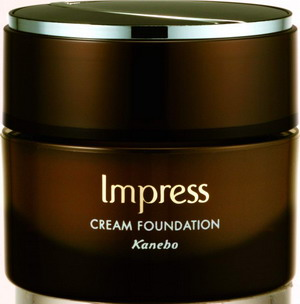 Impress
CREAM FOUNDATION
Kanebo